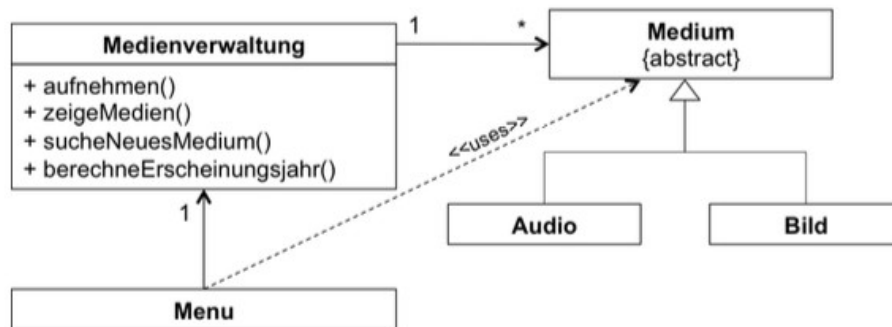 Medienverwaltung
+ aufnehmen()
+ zeigeMedien()
+ sucheNeuesMedium()
+ berechneErscheinungsjahr()
1
*
Medium
{abstract}
<<uses>>
1
Audio
Bild
Menu